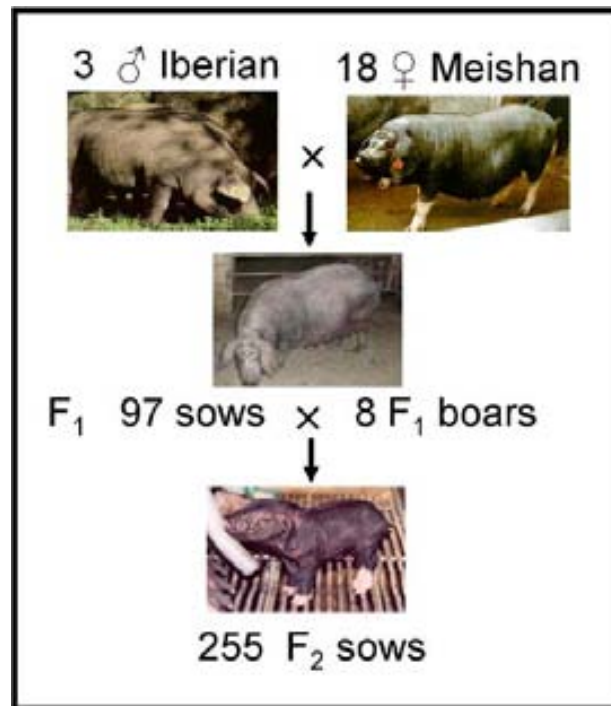 3 ♂ Iberian 18 ♀ Meishan
×
F₁ 97 sows × 8 F₁ boars
255 F₂ sows